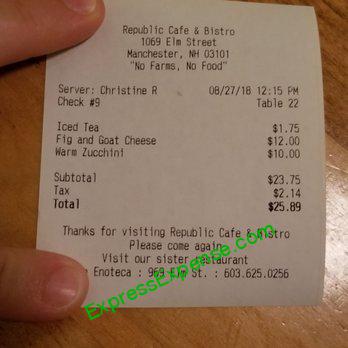 Republic Cafe & Bistro
1069 Elm Street
Manchester, NH 03101
"No Farms, No Food"
Server: Christine R 08/27/18 12:15 PM
Check #9 Table 22
Iced Tea $1.75
Fig and Goat Cheese $12.00
Warm Zucchini $10.00
Subtotal $23.75
Tax $2.14
Total $25.89
Thanks for visiting Republic Cafe & Bistro
Please come again
Visit our sister restaurant
Enoteca : 969 Elm St. : 603.625.0256
ExpressExpense.com